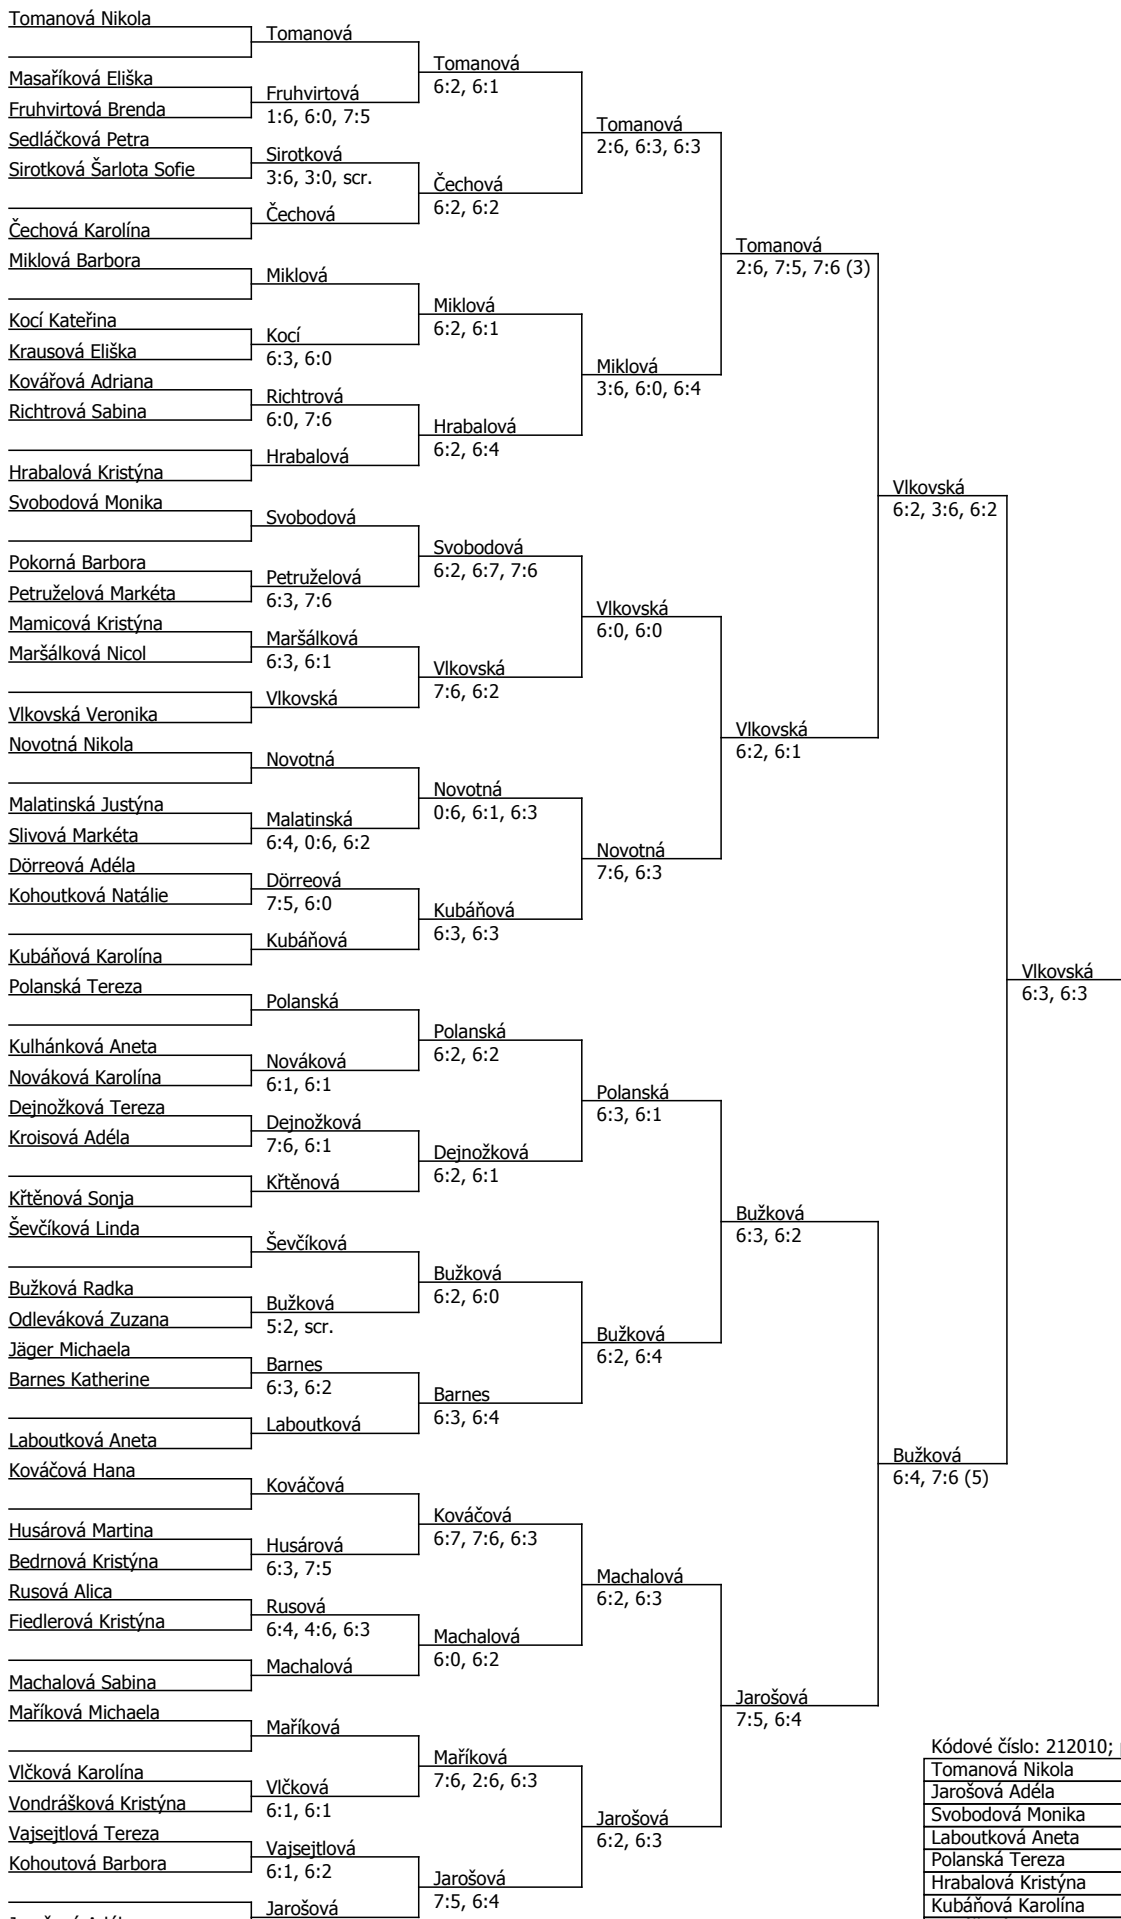 Tomanová Nikola
Masaříková Eliška
Fruhvirtová Brenda
Sedláčková Petra
Sirotková Šarlota Sofie
Čechová Karolína
Miklová Barbora
Kocí Kateřina
Krausová Eliška
Kovářová Adriana
Richtrová Sabina
Hrabalová Kristýna
Svobodová Monika
Pokorná Barbora
Petruželová Markéta
Mamicová Kristýna
Maršálková Nicol
Vlkovská Veronika
Novotná Nikola
Malatinská Justýna
Slivová Markéta
Dörreová Adéla
Kohoutková Natálie
Kubáňová Karolína
Polanská Tereza
Kulhánková Aneta
Nováková Karolína
Dejnožková Tereza
Kroisová Adéla
Křtěnová Sonja
Ševčíková Linda
Bužková Radka
Odleváková Zuzana
Jäger Michaela
Barnes Katherine
Laboutková Aneta
Kováčová Hana
Husárová Martina
Bedrnová Kristýna
Rusová Alica
Fiedlerová Kristýna
Machalová Sabina
Maříková Michaela
Vlčková Karolína
Vondrášková Kristýna
Vajsejtlová Tereza
Kohoutová Barbora
Tomanová
Fruhvirtová
1:6, 6:0, 7:5
Sirotková
3:6, 3:0, scr.
Čechová
Miklová
Kocí
6:3, 6:0
Richtrová
6:0, 7:6
Hrabalová
Svobodová
Petruželová
6:3, 7:6
Maršálková
6:3, 6:1
Vlkovská
Novotná
Malatinská
6:4, 0:6, 6:2
Dörreová
7:5, 6:0
Kubáňová
Polanská
Nováková
6:1, 6:1
Dejnožková
7:6, 6:1
Křtěnová
Ševčíková
Bužková
5:2, scr.
Barnes
6:3, 6:2
Laboutková
Kováčová
Husárová
6:3, 7:5
Rusová
6:4, 4:6, 6:3
Machalová
Maříková
Vlčková
6:1, 6:1
Vajsejtlová
6:1, 6:2
Jarošová
Tomanová
6:2, 6:1
Čechová
6:2, 6:2
Miklová
6:2, 6:1
Hrabalová
6:2, 6:4
Svobodová
6:2, 6:7, 7:6
Vlkovská
7:6, 6:2
Novotná
0:6, 6:1, 6:3
Kubáňová
6:3, 6:3
Polanská
6:2, 6:2
Dejnožková
6:2, 6:1
Bužková
6:2, 6:0
Barnes
6:3, 6:4
Kováčová
6:7, 7:6, 6:3
Machalová
6:0, 6:2
Maříková
7:6, 2:6, 6:3
Jarošová
7:5, 6:4
Tomanová
2:6, 6:3, 6:3
Miklová
3:6, 6:0, 6:4
Vlkovská
6:0, 6:0
Novotná
7:6, 6:3
Polanská
6:3, 6:1
Bužková
6:2, 6:4
Machalová
6:2, 6:3
Jarošová
6:2, 6:3
Tomanová
2:6, 7:5, 7:6 (3)
Vlkovská
6:2, 6:1
Bužková
6:3, 6:2
Jarošová
7:5, 6:4
Vlkovská
6:2, 3:6, 6:2
Bužková
6:4, 7:6 (5)
Vlkovská
6:3, 6:3
Kódové číslo: 212010;
Tomanová Nikola
Jarošová Adéla
Svobodová Monika
Laboutková Aneta
Polanská Tereza
Hrabalová Kristýna
Kubáňová Karolína